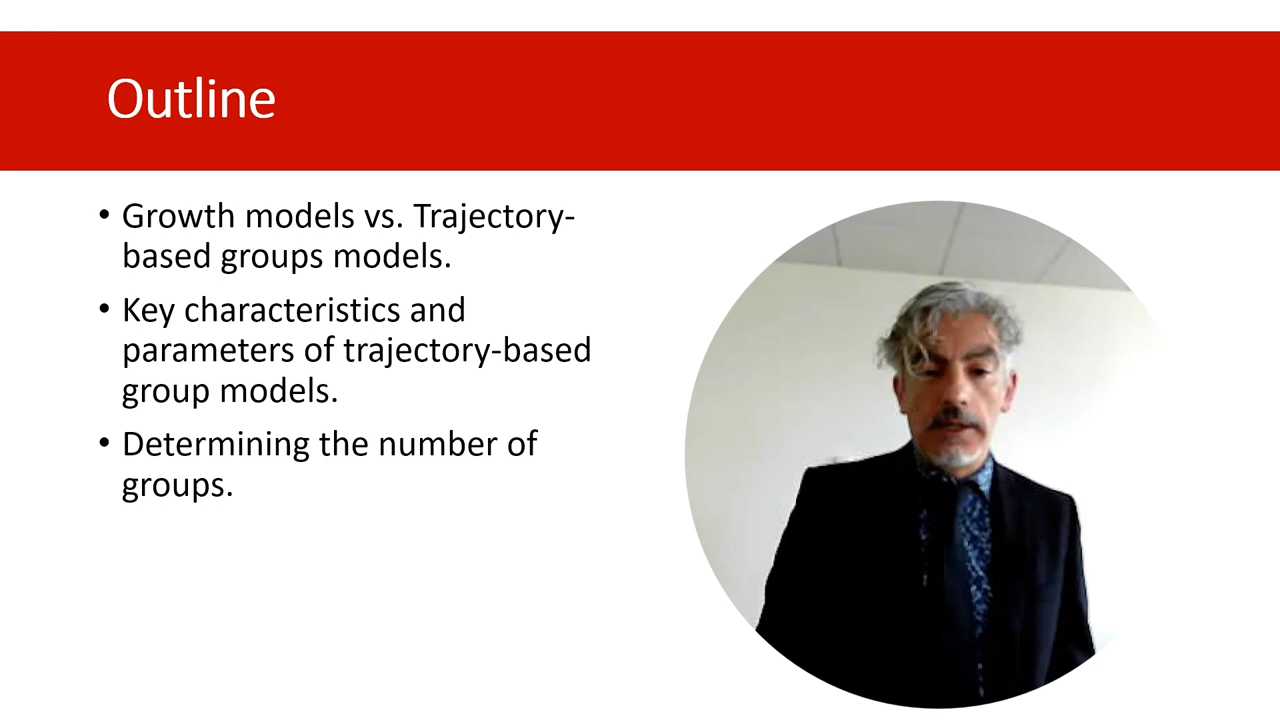 Outline
• Growth models vs. Trajectory-
based groups models.
• Key characteristics and
parameters of trajectory-based
group models.
• Determining the number of
groups.